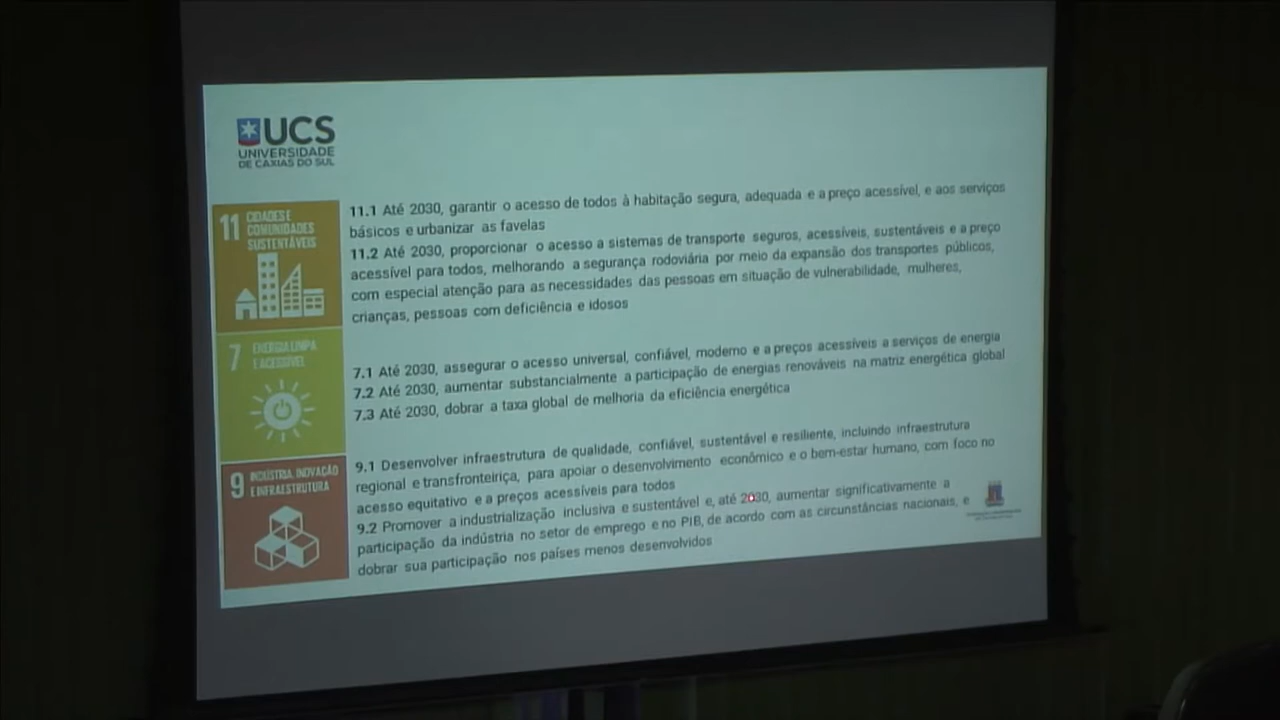 UCS
UNIVERSIDADE
DE CAXIAS DO SUL
11 CIDADES E
COMUNIDADES
SUSTENTÁVEIS
11.1 Até 2030, garantir o acesso de todos à habitação segura, adequada e a preço acessível, e aos serviços
básicos e urbanizar as favelas
11.2 Até 2030, proporcionar o acesso a sistemas de transporte seguros, acessíveis, sustentáveis e a preço
acessível para todos, melhorando a segurança rodoviária por meio da expansão dos transportes públicos,
com especial atenção para as necessidades das pessoas em situação de vulnerabilidade, mulheres,
crianças, pessoas com deficiência e idosos
7 ENERGIA LIMPA
E ACESSÍVEL
7.1 Até 2030, assegurar o acesso universal, confiável, moderno e a preços acessíveis a serviços de energia
7.2 Até 2030, aumentar substancialmente a participação de energias renováveis na matriz energética global
7.3 Até 2030, dobrar a taxa global de melhoria da eficiência energética
9 INDÚSTRIA, INOVAÇÃO
E INFRAESTRUTURA
9.1 Desenvolver infraestrutura de qualidade, confiável, sustentável e resiliente, incluindo infraestrutura
regional e transfronteiriça, para apoiar o desenvolvimento econômico e o bem-estar humano, com foco no
acesso equitativo e a preços acessíveis para todos
9.2 Promover a industrialização inclusiva e sustentável e, até 2030, aumentar significativamente a
participação da indústria no setor de emprego e no PIB, de acordo com as circunstâncias nacionais, e
dobrar sua participação nos países menos desenvolvidos